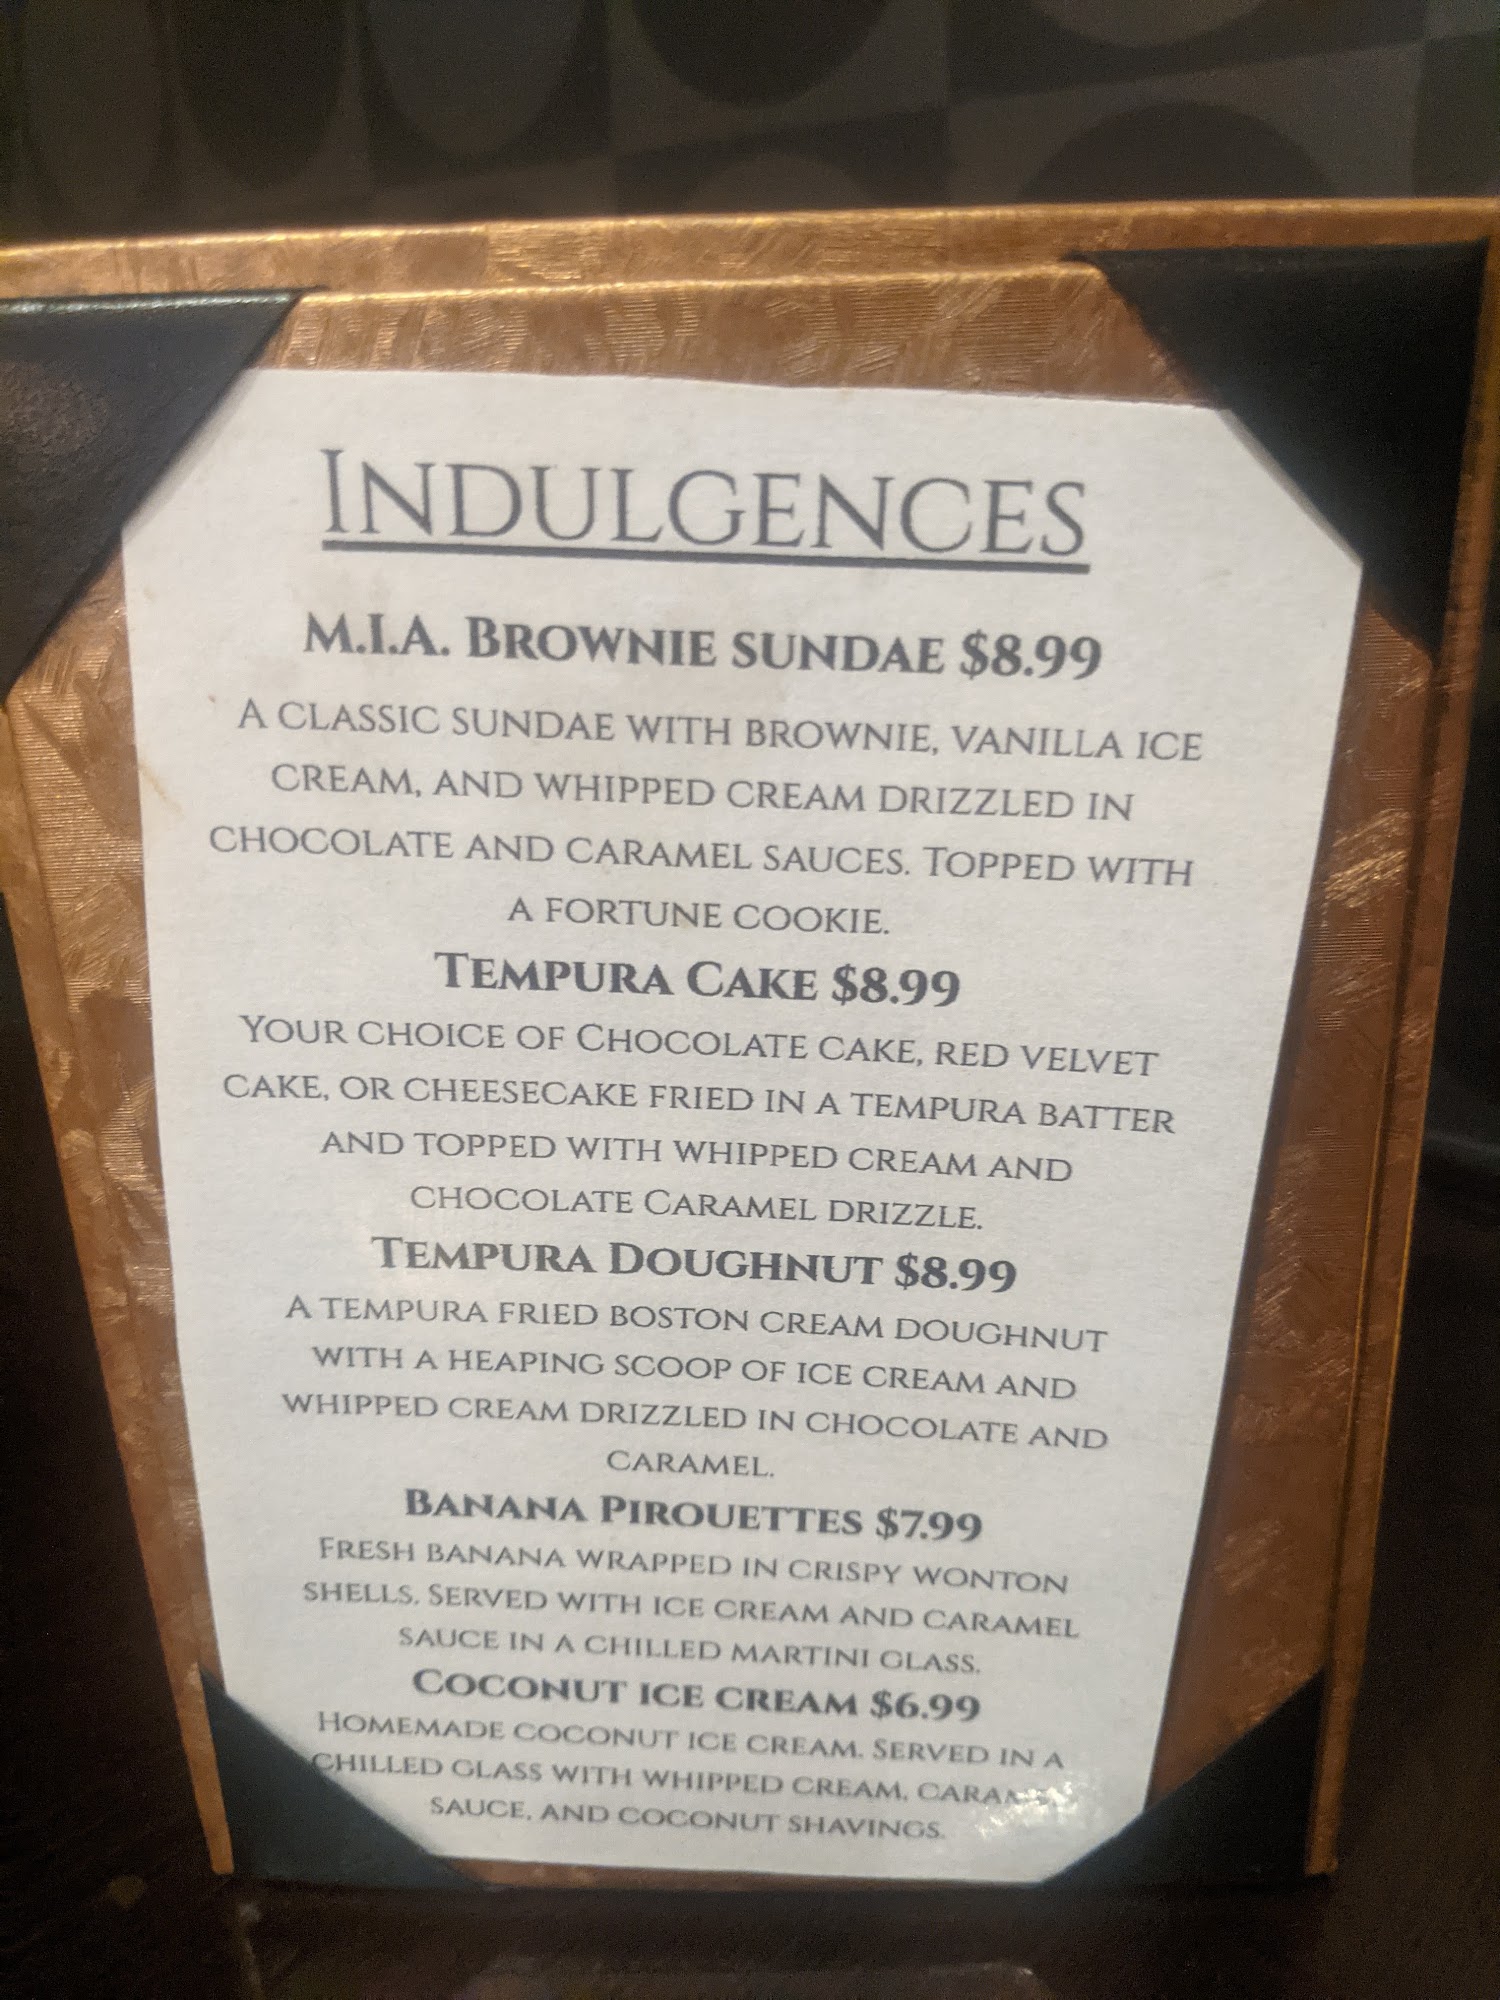 Indulgences
M.I.A. Brownie sundae $8.99
A classic sundae with brownie, vanilla ice
cream, and whipped cream drizzled in
chocolate and caramel sauces. Topped with
a fortune cookie.
Tempura Cake $8.99
Your choice of Chocolate cake, red velvet
cake, or cheesecake fried in a tempura batter
and topped with whipped cream and
chocolate Caramel drizzle.
Tempura Doughnut $8.99
A tempura fried boston cream doughnut
with a heaping scoop of ice cream and
whipped cream drizzled in chocolate and
caramel.
Banana Pirouettes $7.99
Fresh banana wrapped in crispy wonton
shells. Served with ice cream and caramel
sauce in a chilled martini glass.
Coconut ice cream $6.99
Homemade coconut ice cream. Served in a
chilled glass with whipped cream,
sauce, and coconut shavings.